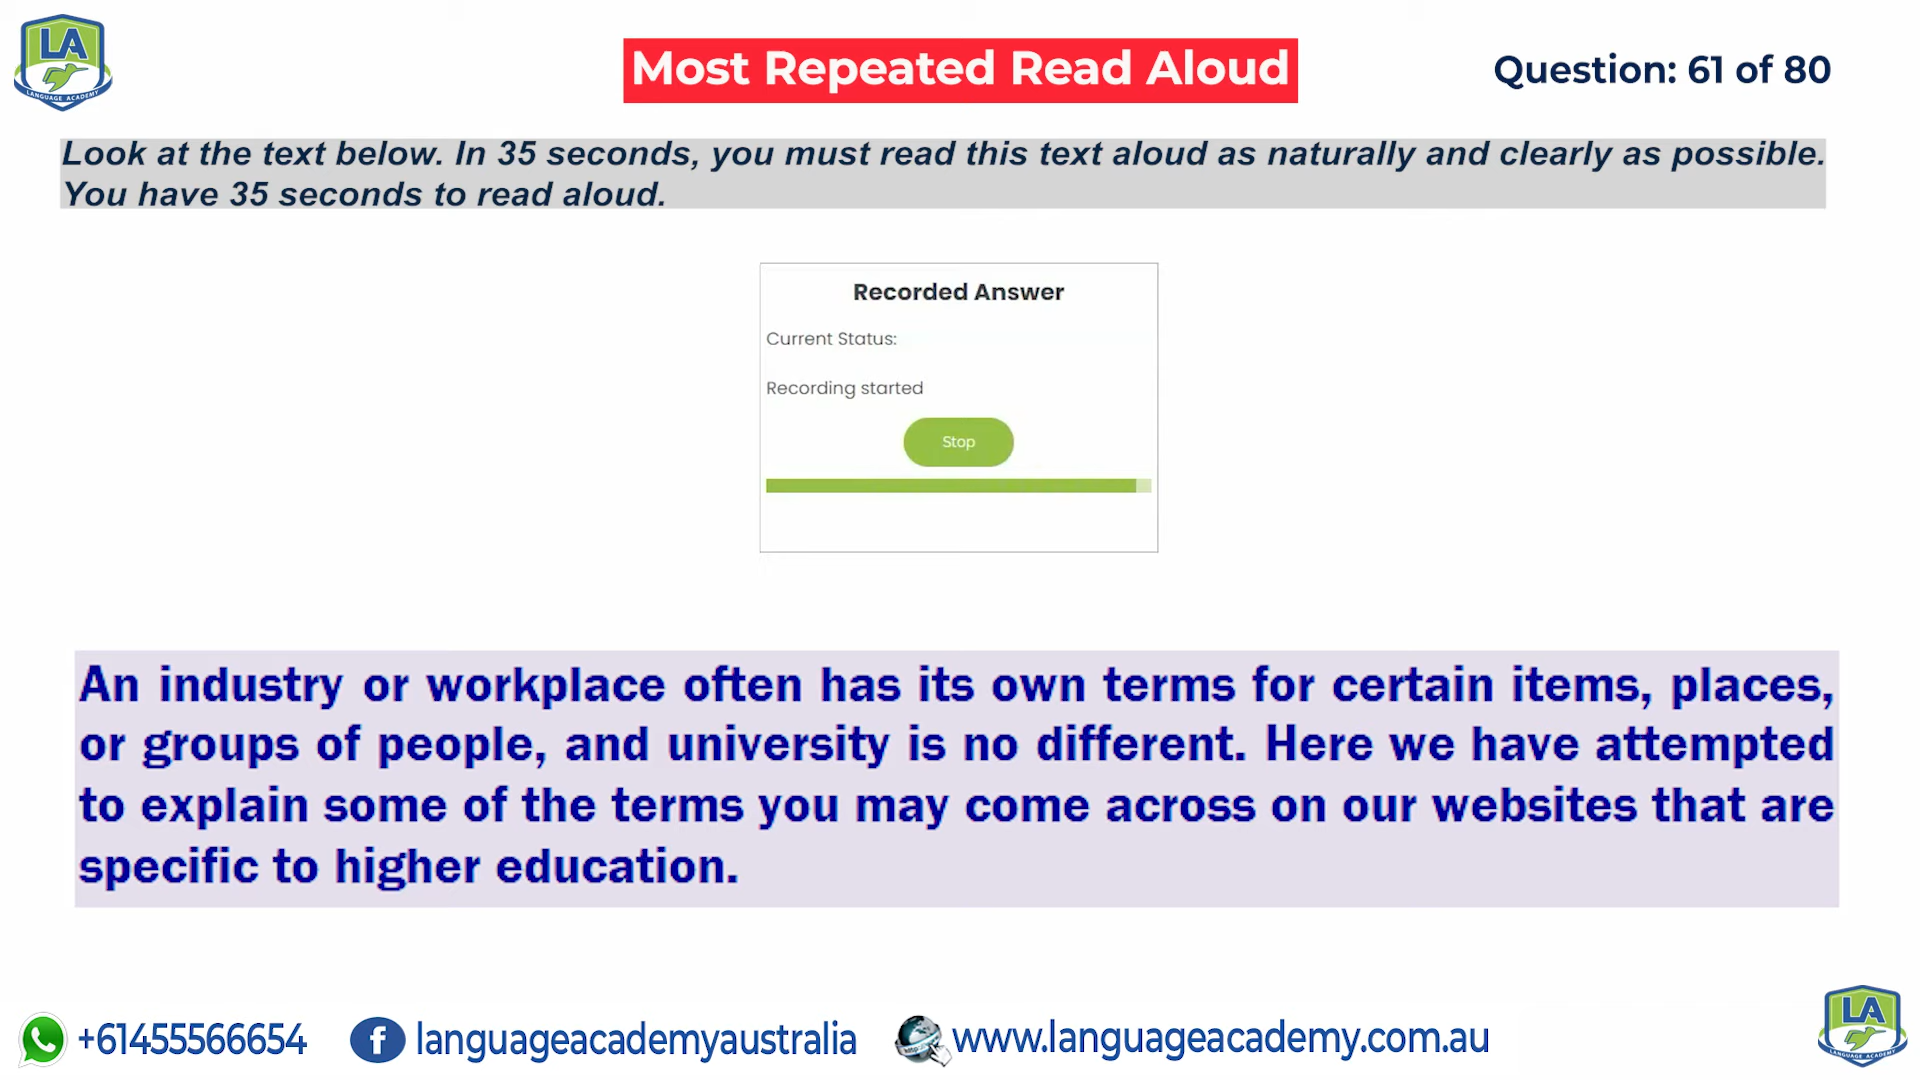 LA
LANGUAGE ACADEMY
Most Repeated Read Aloud
Question: 61 of 80
Look at the text below. In 35 seconds, you must read this text aloud as naturally and clearly as possible.
You have 35 seconds to read aloud.
Recorded Answer
Current Status:
Recording started
Stop
An industry or workplace often has its own terms for certain items, places,
or groups of people, and university is no different. Here we have attempted
to explain some of the terms you may come across on our websites that are
specific to higher education.
+61455566654
f
languageacademyaustralia
http
www.languageacademy.com.au
LA
LANGUAGE ACADEMY